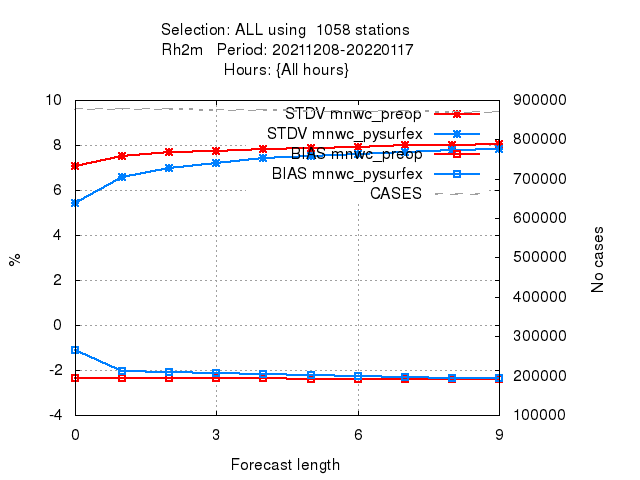 Selection: ALL using  1058 stations
Rh2m   Period: 20211208-20220117
Hours: {All hours}
10
8
6
4
2
0
-2
-4
%
900000
800000
700000
600000
500000
400000
300000
200000
100000
No cases
STDV mnwc_preop
STDV mnwc_pysurfex
BIAS mnwc_preop
BIAS mnwc_pysurfex
CASES
0 3 6 9
Forecast length